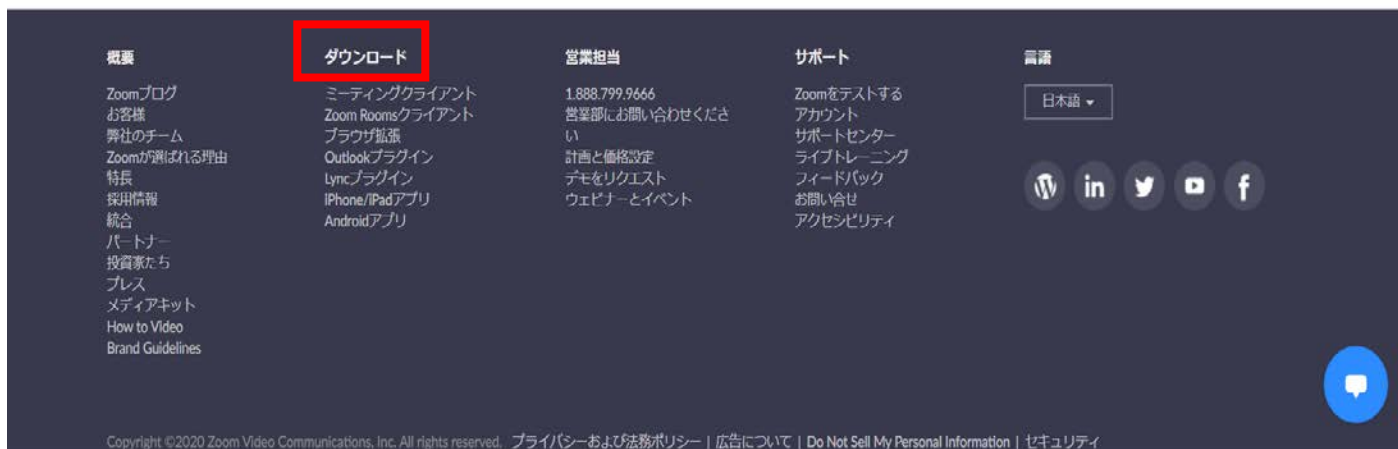 概要
Zoomブログ
お客様
弊社のチーム
Zoomが選ばれる理由
特長
採用情報
統合
パートナー
投資家たち
プレス
メディアキット
How to Video
Brand Guidelines
ダウンロード
ミーティングクライアント
Zoom Roomsクライアント
ブラウザ拡張
Outlookプラグイン
Lyncプラグイン
iPhone/iPadアプリ
Androidアプリ
営業担当
1.888.799.9666
営業部にお問い合わせくださ
い
計画と価格設定
デモをリクエスト
ウェビナーとイベント
サポート
Zoomをテストする
アカウント
サポートセンター
ライブトレーニング
フィードバック
お問い合せ
アクセシビリティ
言語
日本語
in
f
Copyright ©2020 Zoom Video Communications, Inc. All rights reserved. プライバシーおよび法務ポリシー | 広告について | Do Not Sell My Personal Information | セキュリティ